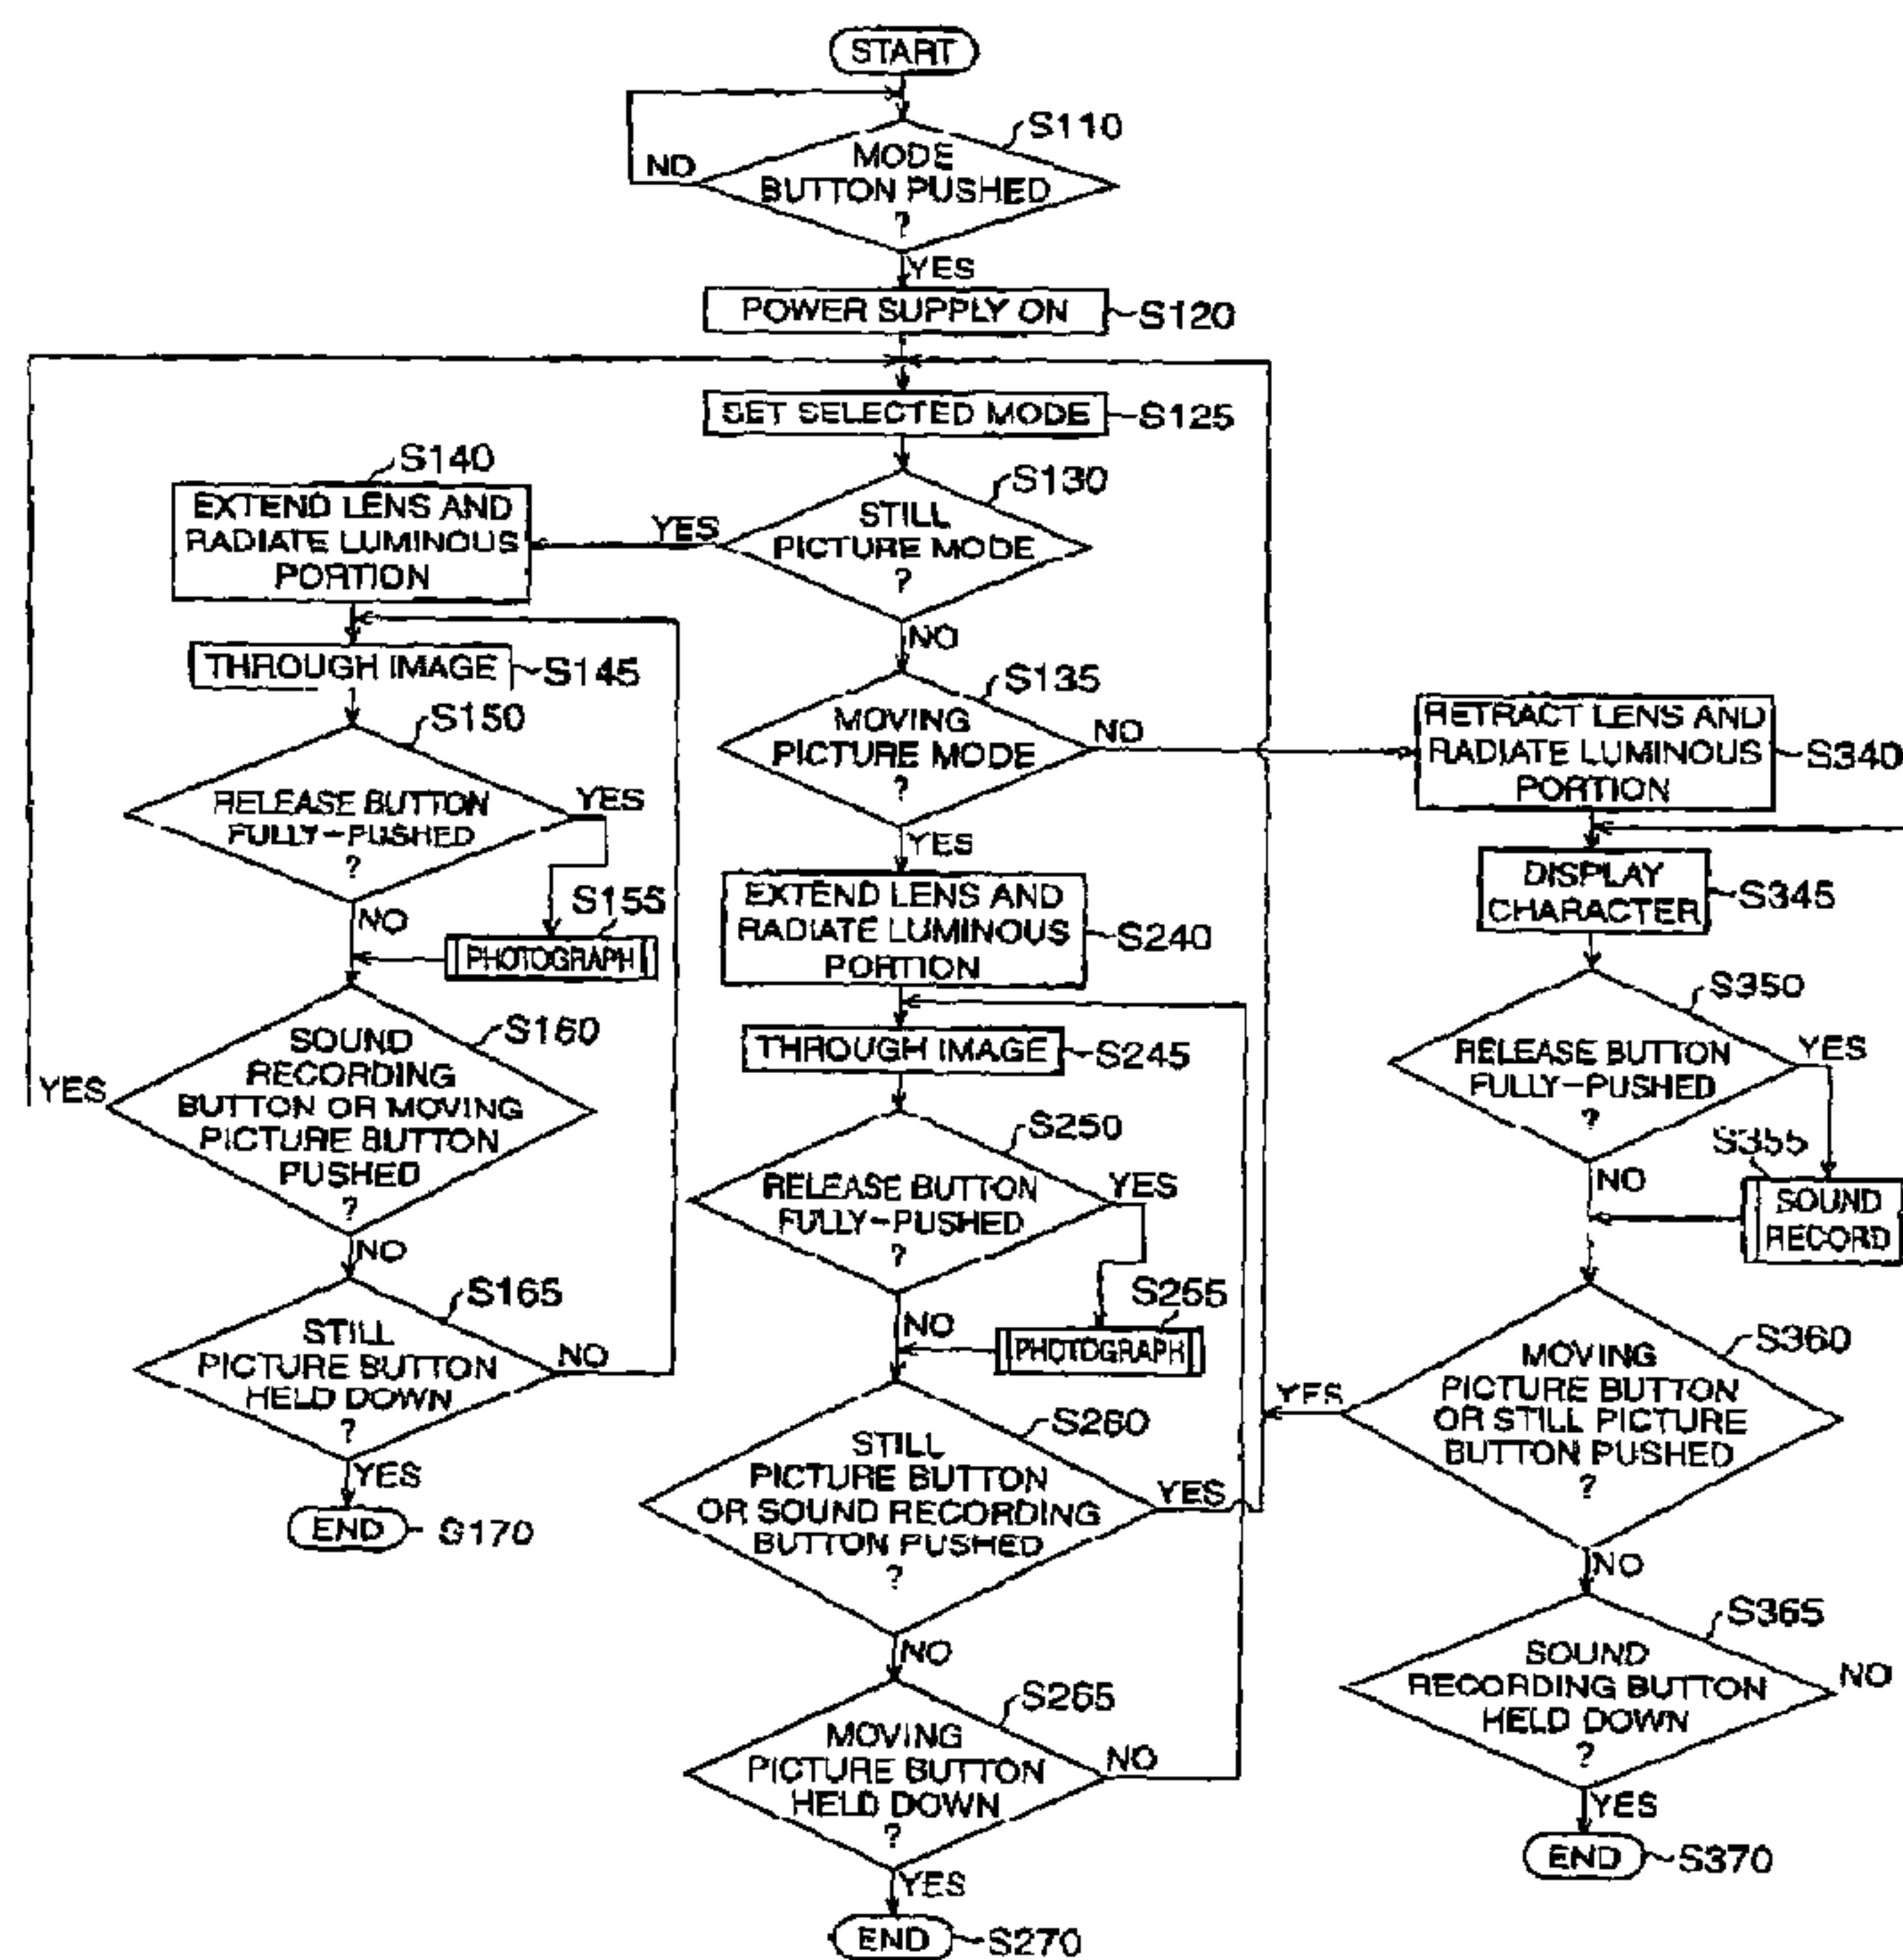 START
S110
MODE
BUTTON PUSHED
?
NO
YES
POWER SUPPLY ON
S120
SET SELECTED MODE
S125
S130
STILL
PICTURE MODE
?
YES
NO
S140
EXTEND LENS AND
RADIATE LUMINOUS
PORTION
THROUGH IMAGE
S145
S150
RELEASE BUTTON
FULLY-PUSHED
?
YES
NO
S155
PHOTOGRAPH
S160
SOUND
RECORDING
BUTTON OR MOVING
PICTURE BUTTON
PUSHED
?
YES
NO
S165
STILL
PICTURE BUTTON
HELD DOWN
?
NO
YES
END
S170
S135
MOVING
PICTURE MODE
?
NO
YES
EXTEND LENS AND
RADIATE LUMINOUS
PORTION
S240
THROUGH IMAGE
S245
S250
RELEASE BUTTON
FULLY-PUSHED
?
YES
NO
S255
PHOTOGRAPH
S260
STILL
PICTURE BUTTON
OR SOUND RECORDING
BUTTON PUSHED
?
YES
NO
S265
MOVING
PICTURE BUTTON
HELD DOWN
?
NO
YES
END
S270
RETRACT LENS AND
RADIATE LUMINOUS
PORTION
S340
DISPLAY
CHARACTER
S345
S350
RELEASE BUTTON
FULLY-PUSHED
?
YES
NO
S355
SOUND
RECORD
S360
MOVING
PICTURE BUTTON
OR STILL PICTURE
BUTTON PUSHED
?
YES
NO
S365
SOUND
RECORDING BUTTON
HELD DOWN
?
NO
YES
END
S370